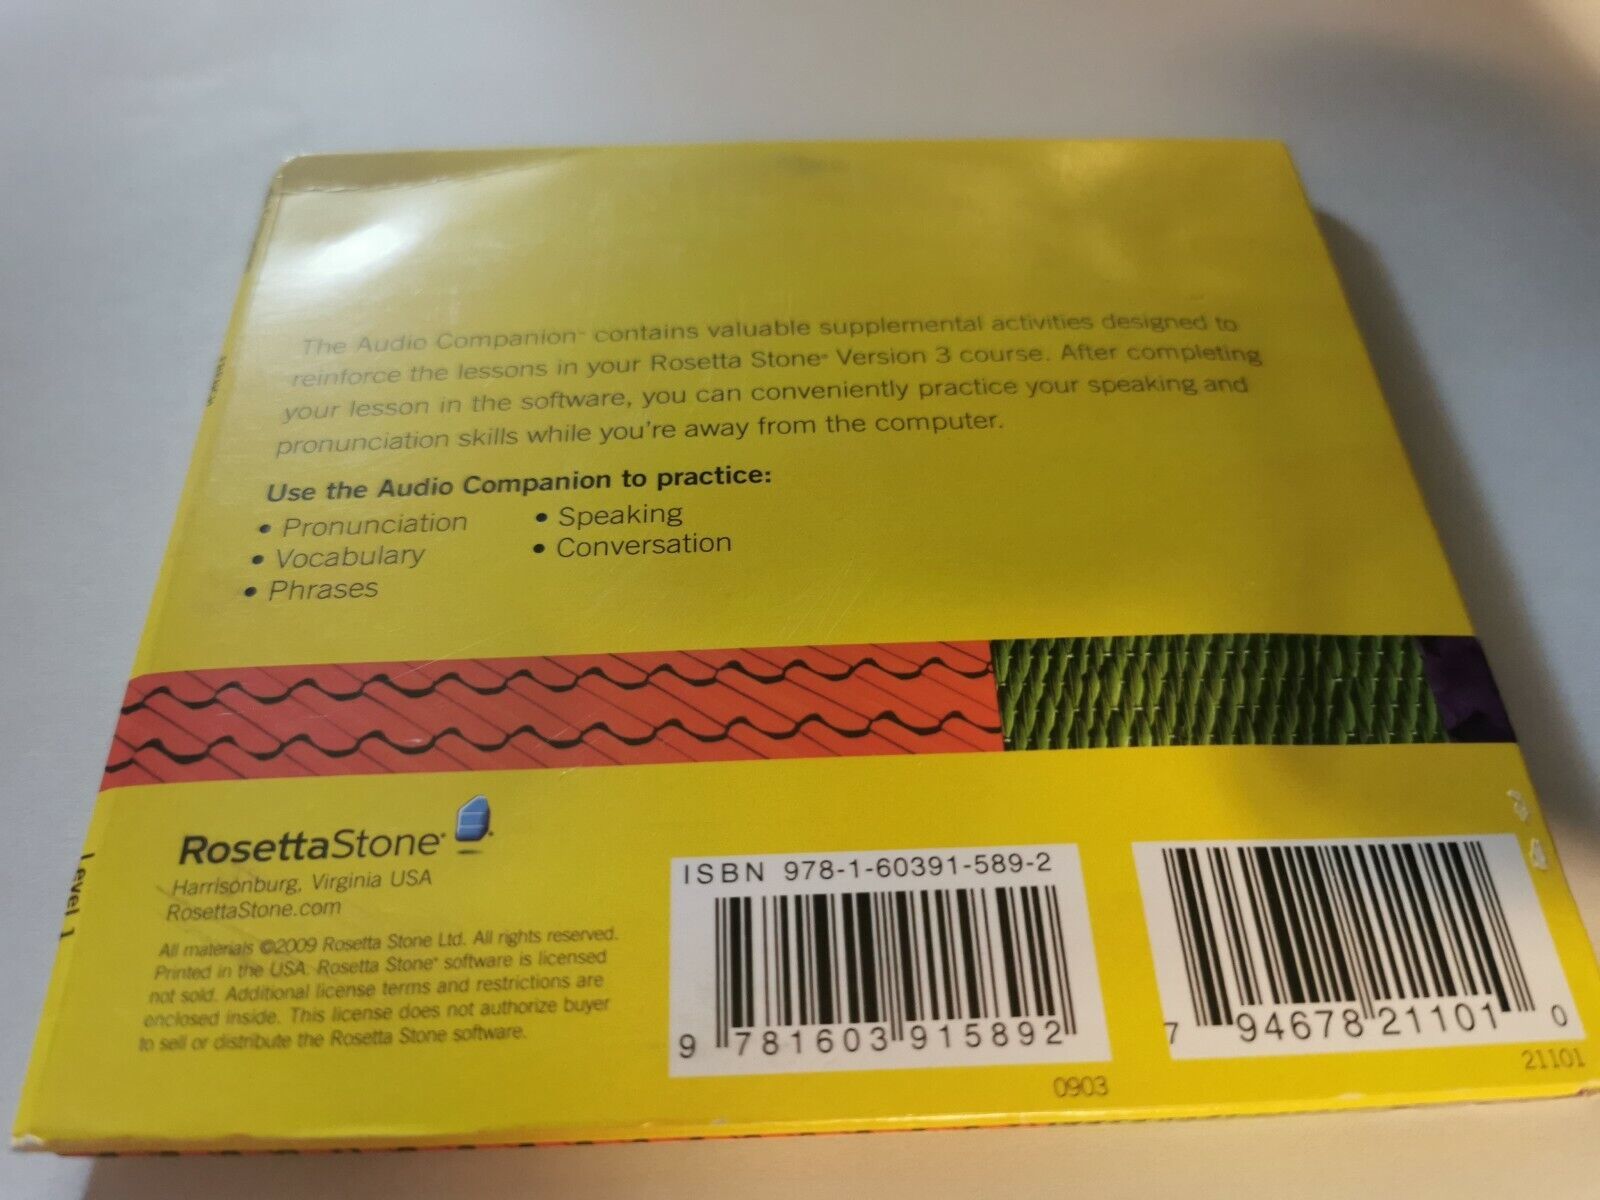 The Audio Companion™ contains valuable supplemental activities designed to
reinforce the lessons in your Rosetta Stone® Version 3 course. After completing
your lesson in the software, you can conveniently practice your speaking and
pronunciation skills while you're away from the computer.
Use the Audio Companion to practice:
• Pronunciation
• Vocabulary
• Phrases
• Speaking
• Conversation
RosettaStone®
Harrisonburg, Virginia USA
RosettaStone.com
All materials ©2009 Rosetta Stone Ltd. All rights reserved.
Printed in the USA. Rosetta Stone® software is licensed
not sold. Additional license terms and restrictions are
enclosed inside. This license does not authorize buyer
to sell or distribute the Rosetta Stone software.
ISBN 978-1-60391-589-2
9 781603 915892
0903
7 94678 21101 0
21101
Level 1